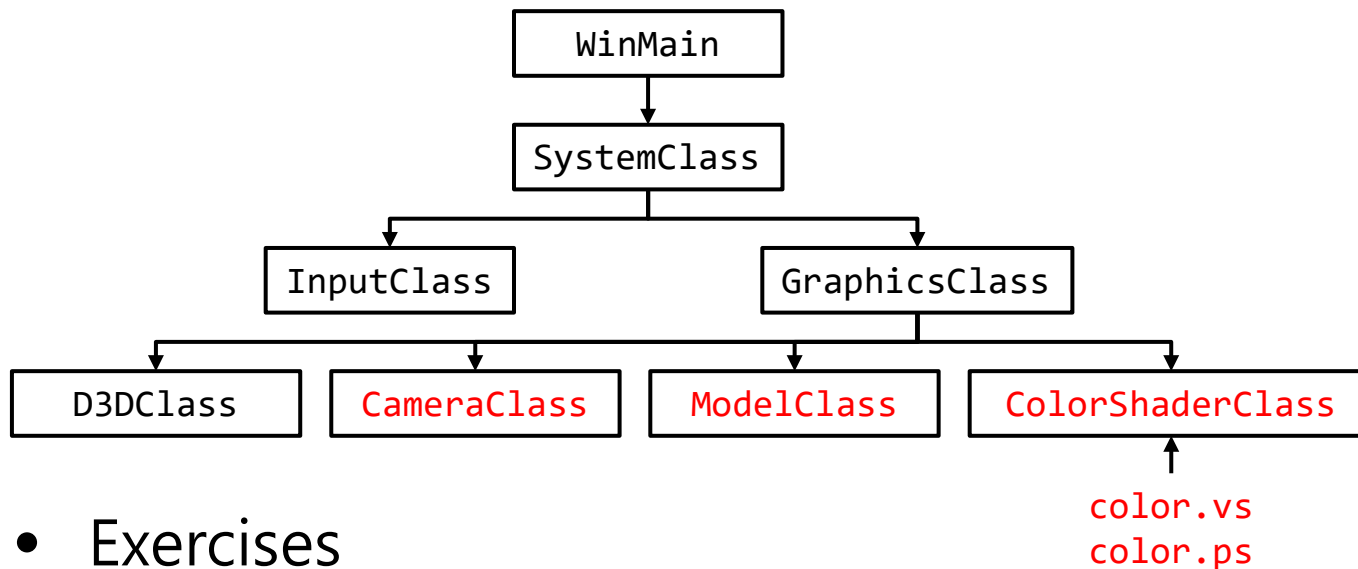 WinMain
SystemClass
InputClass GraphicsClass
D3DClass CameraClass ModelClass ColorShaderClass
color.vs
color.ps
• Exercises